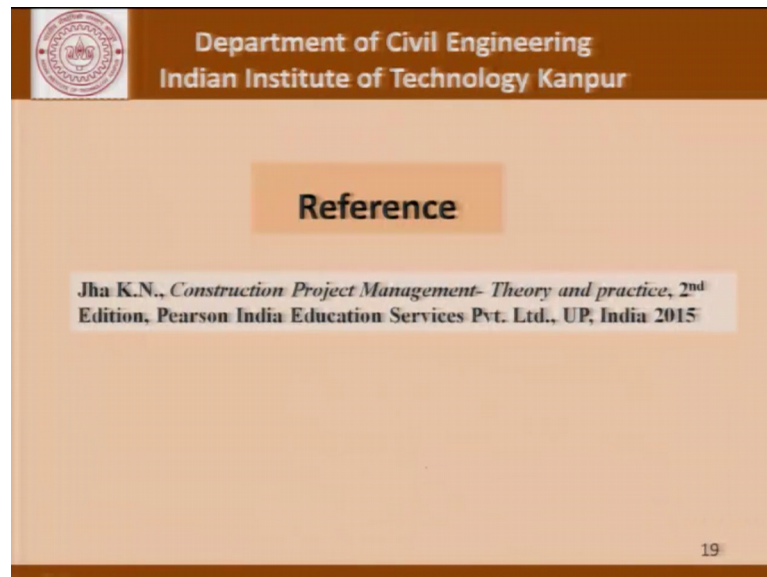 Department of Civil Engineering
Indian Institute of Technology Kanpur
Reference
Jha K.N., Construction Project Management- Theory and practice, 2nd
Edition, Pearson India Education Services Pvt. Ltd., UP, India 2015
19